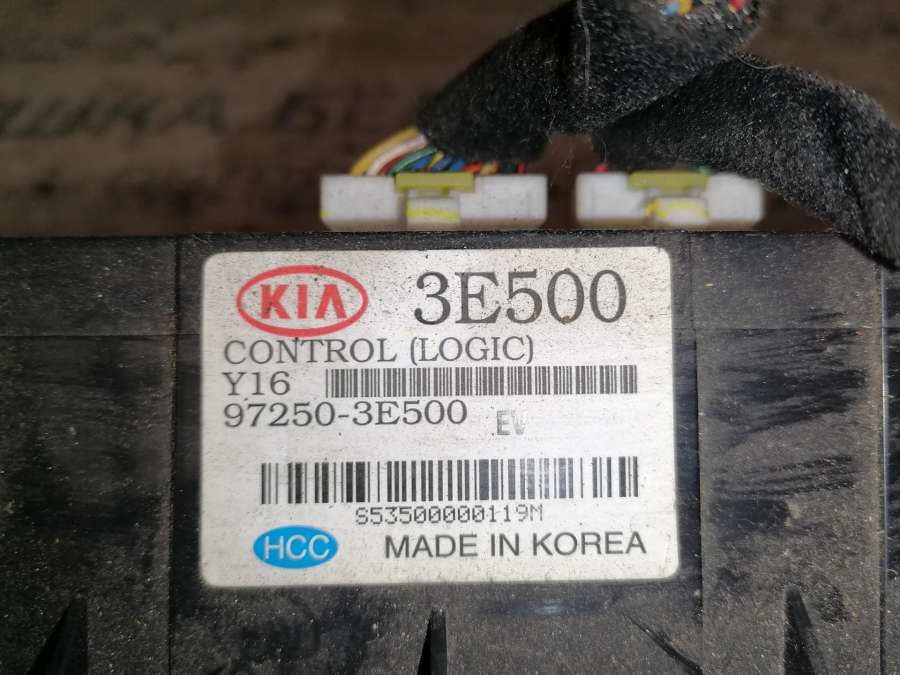 KIA 3E500
CONTROL (LOGIC)
Y16
97250-3E500 EV
S53500000119M
HCC MADE IN KOREA